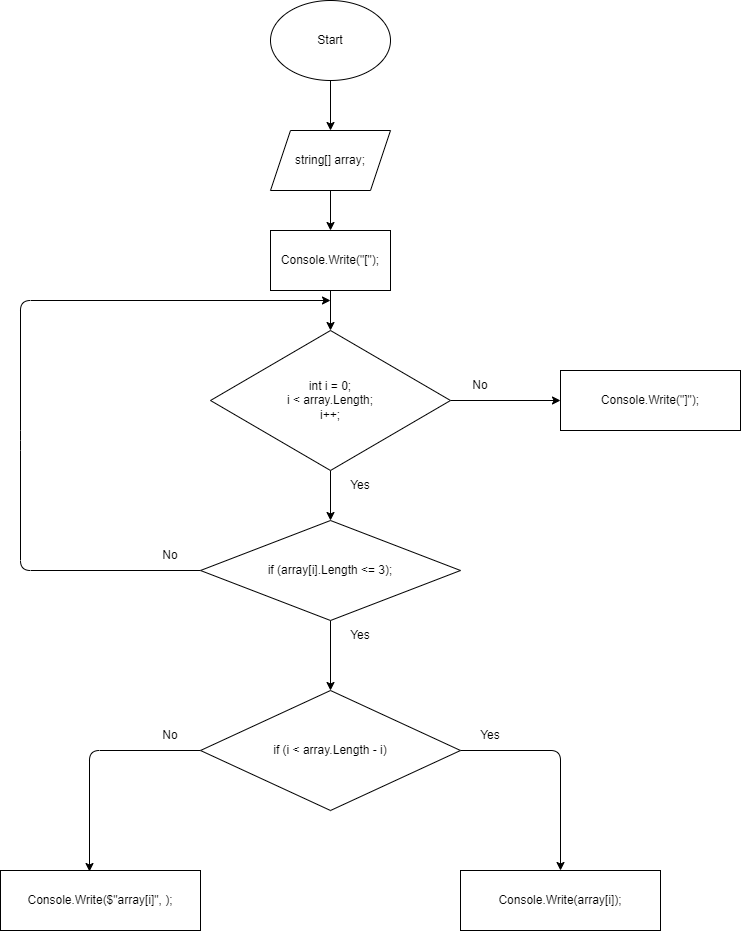 Start
string[] array;
Console.Write("[");
int i = 0;
i < array.Length;
i++;
No
Console.Write("]");
Yes
No
if (array[i].Length <= 3);
Yes
No
if (i < array.Length - i)
Yes
Console.Write($"array[i]", );
Console.Write(array[i]);